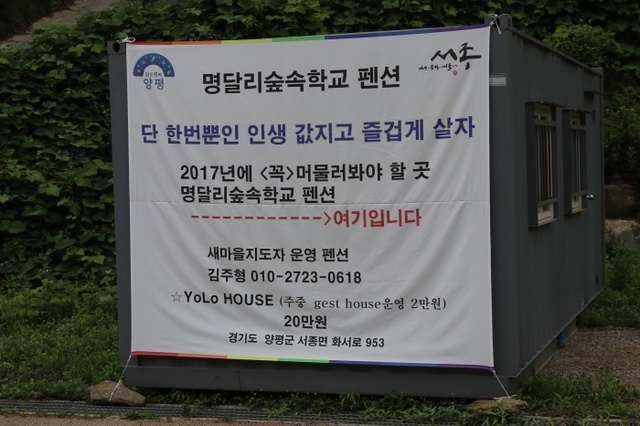 양평
서종
명달리숲속학교 펜션
단 한번뿐인 인생 값지고 즐겁게 살자
2017년에 <꼭>머물러봐야 할 곳
명달리숲속학교 펜션
------------>여기입니다
새마을지도자 운영 펜션
김주형 010-2723-0618
☆YoLo HOUSE (주중 gest house운영 2만원)
20만원
경기도 양평군 서종면 화서로 953